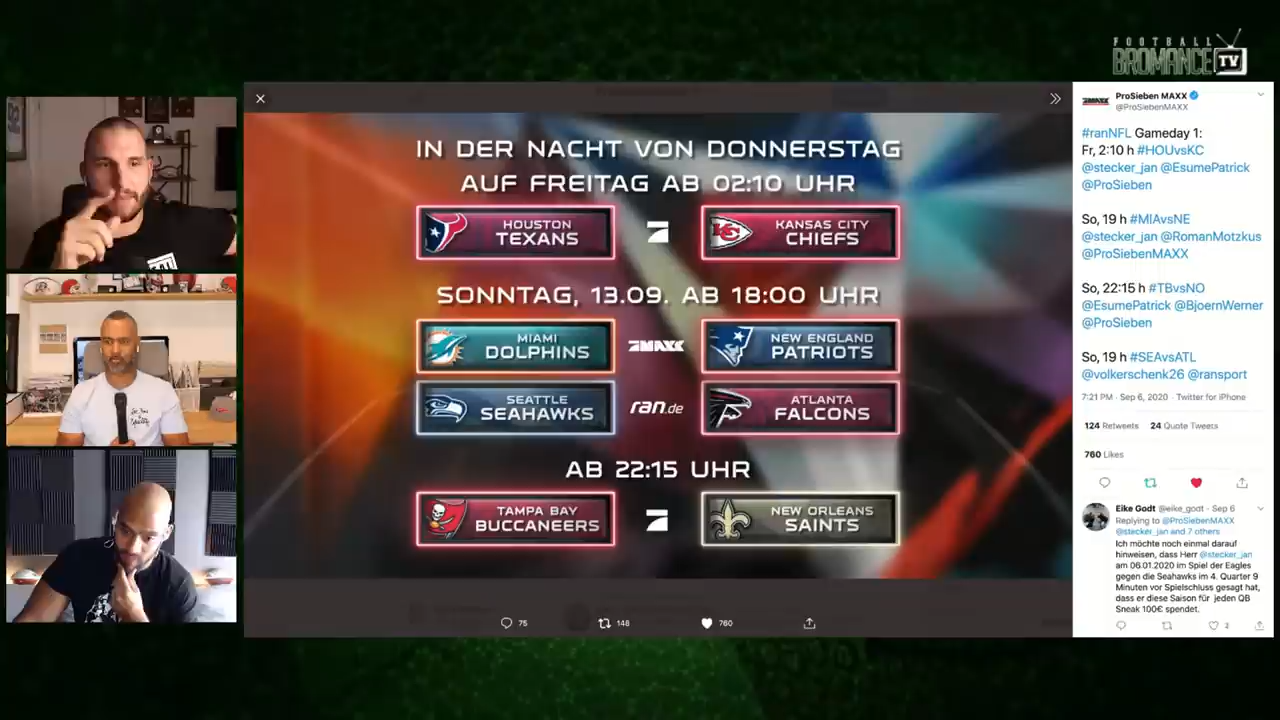 FOOTBALL
BROMANCE TV
IN DER NACHT VON DONNERSTAG
AUF FREITAG AB 02:10 UHR
HOUSTON
TEXANS
KANSAS CITY
CHIEFS
SONNTAG, 13.09. AB 18:00 UHR
MIAMI
DOLPHINS
MAXX
NEW ENGLAND
PATRIOTS
SEATTLE
SEAHAWKS
ran.de
ATLANTA
FALCONS
AB 22:15 UHR
TAMPA BAY
BUCCANEERS
NEW ORLEANS
SAINTS
75
146
760
ProSieben MAXX
@ProSiebenMAXX
#ranNFL Gameday 1:
Fr, 2:10 h #HOUvsKC
@stecker_jan @EsumePatrick
@ProSieben
So, 19 h #MIAvsNE
@stecker_jan @RomanMotzkus
@ProSiebenMAXX
So, 22:15 h #TBvsNO
@EsumePatrick @BjoernWerner
@ProSieben
So, 19 h #SEAvsATL
@volkerschenk26 @ransport
7:21 PM · Sep 6, 2020 · Twitter for iPhone
124 Retweets 24 Quote Tweets
760 Likes
Eike Godt @eike_godt · Sep 6
Replying to @ProSiebenMAXX
@stecker_jan and 7 others
Ich möchte noch einmal darauf
hinweisen, dass Herr @stecker_jan
am 06.01.2020 im Spiel der Eagles
gegen die Seahawks im 4. Quarter 9
Minuten vor Spielschluss gesagt hat,
dass er diese Saison für jeden QB
Sneak 100€ spendet.
2